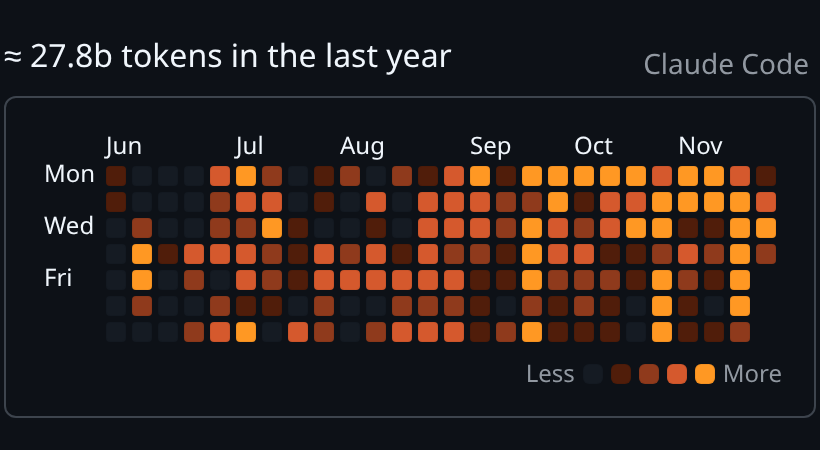 ≈ 27.8b tokens in the last year
Claude Code
Jun Jul Aug Sep Oct Nov
Mon
Wed
Fri
Less More